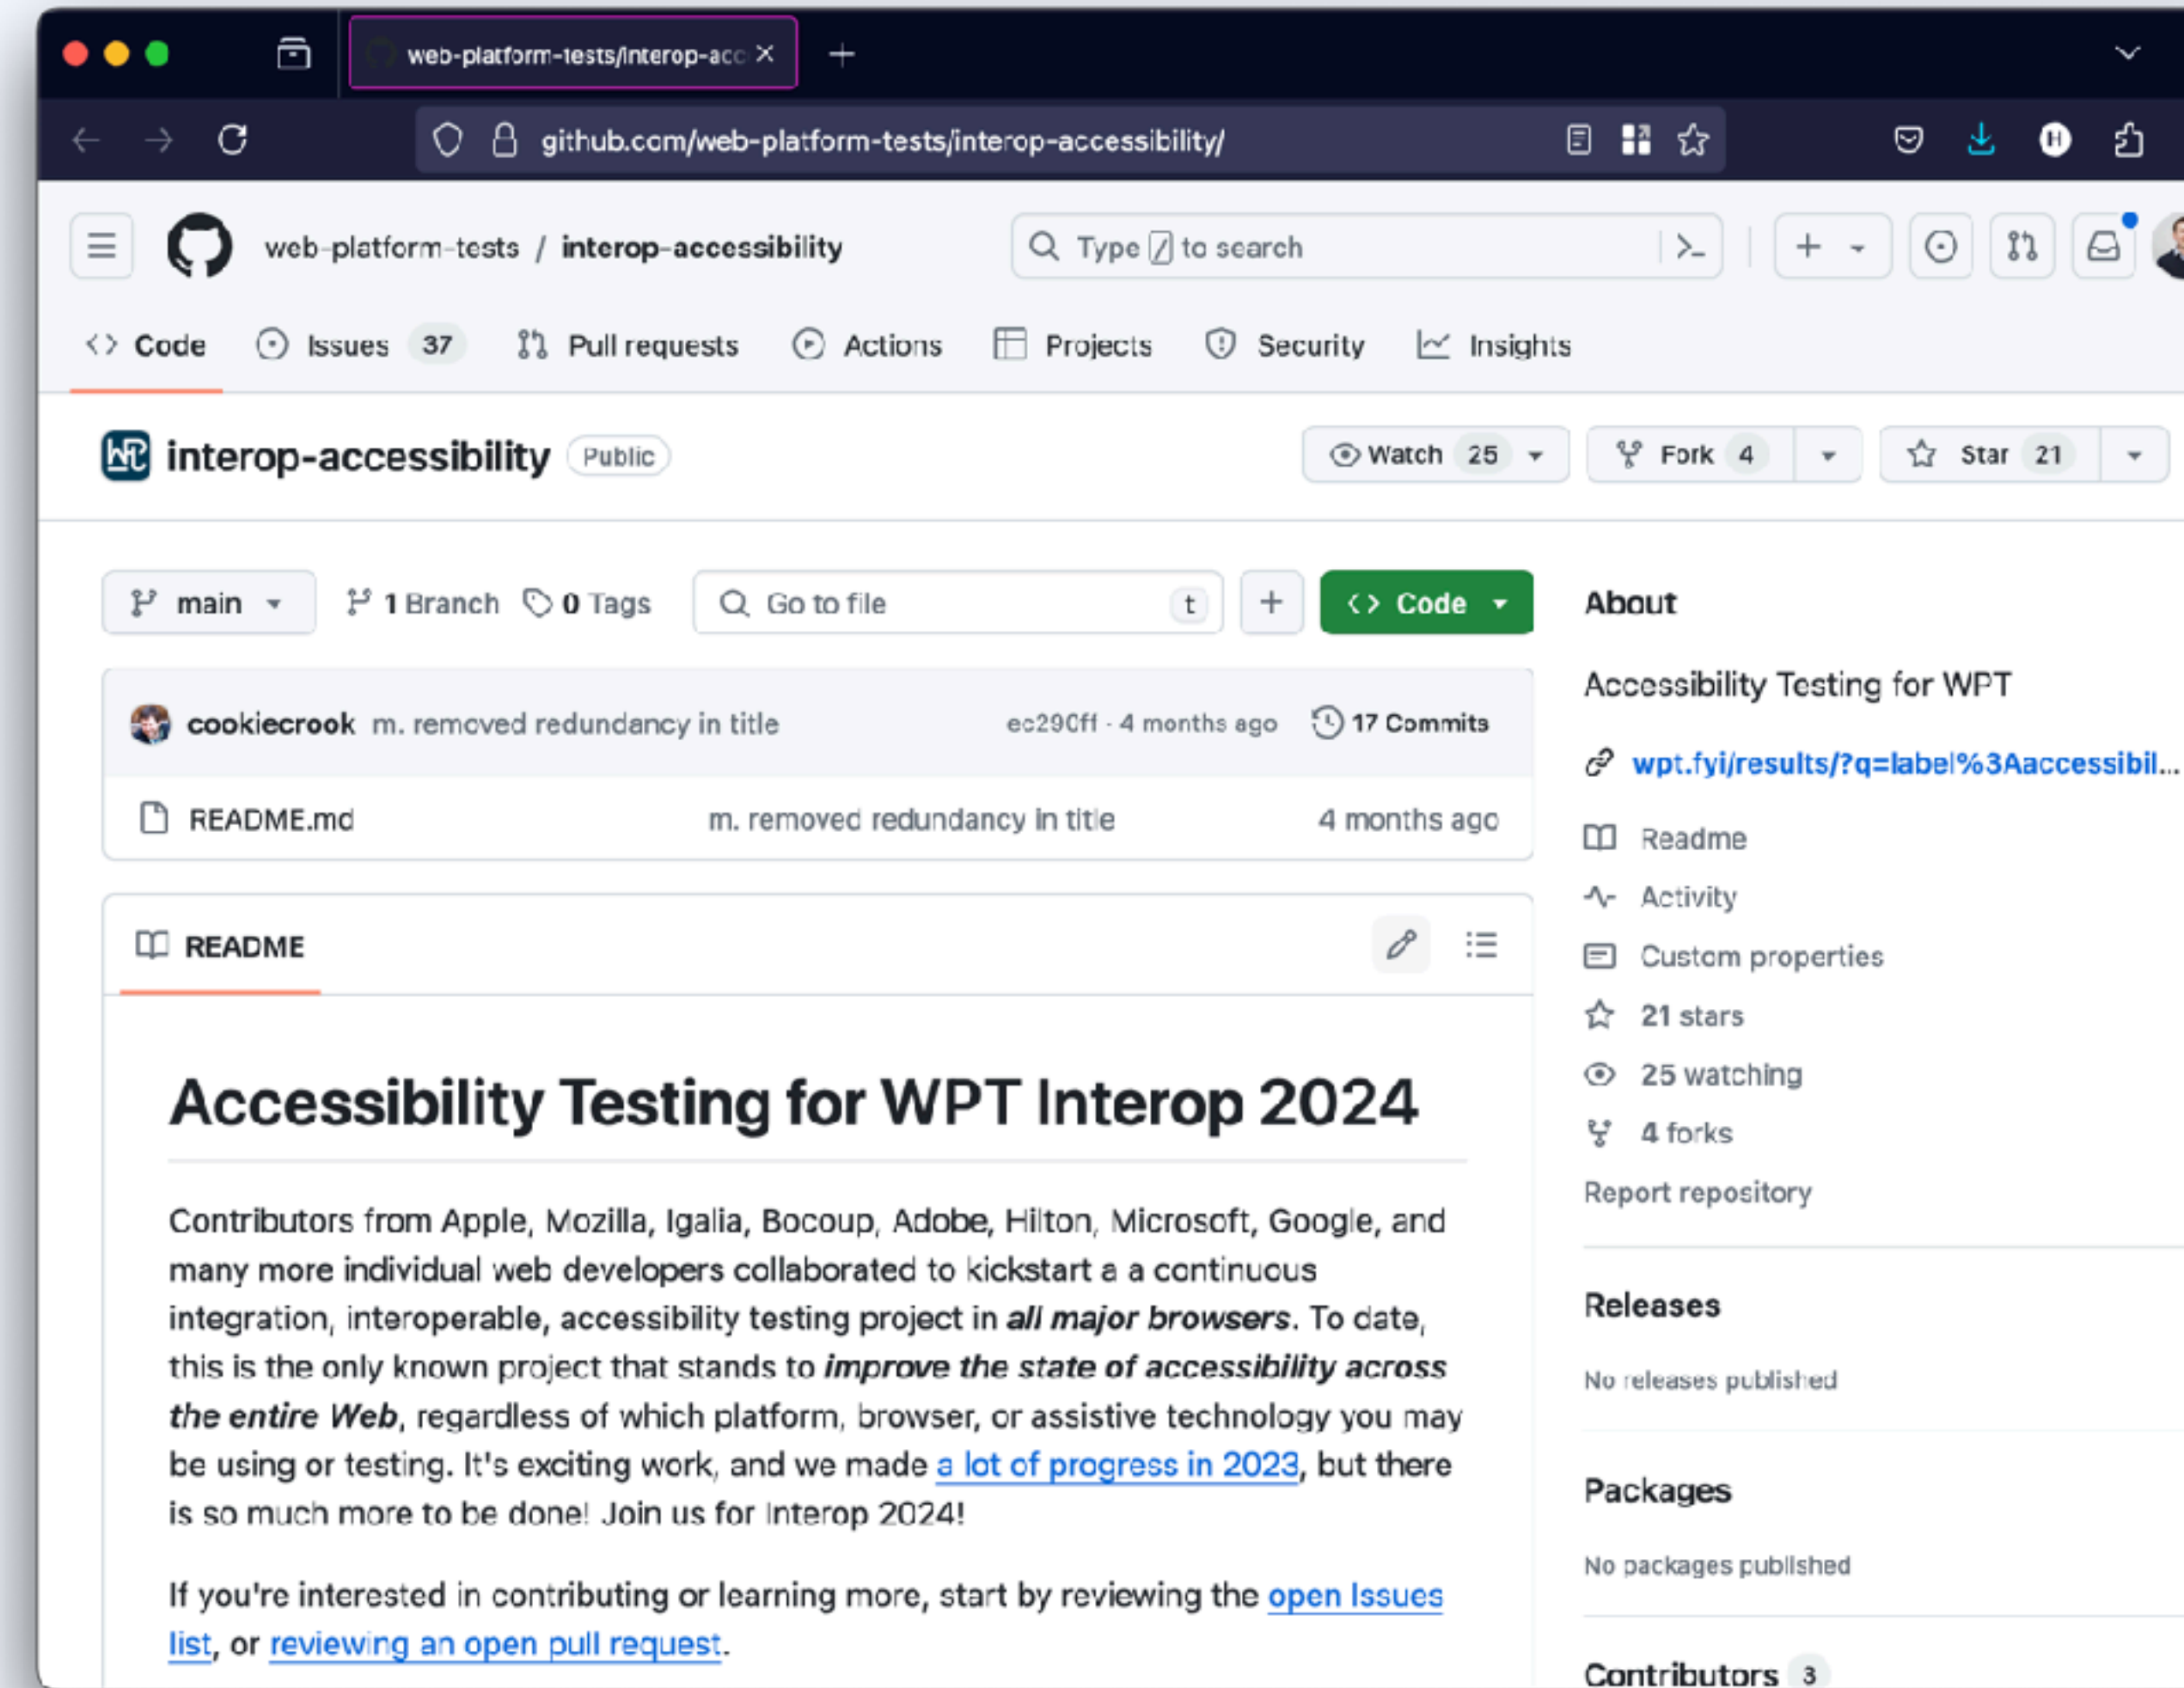 web-platform-tests/interop-acc
github.com/web-platform-tests/interop-accessibility/
web-platform-tests / interop-accessibility
Type / to search
Code
Issues 37
Pull requests
Actions
Projects
Security
Insights
interop-accessibility Public
Watch 25
Fork 4
Star 21
main
1 Branch
0 Tags
Go to file t
Code
cookiecrook m. removed redundancy in title ec290ff · 4 months ago 17 Commits
README.md m. removed redundancy in title 4 months ago
README
Accessibility Testing for WPT Interop 2024
Contributors from Apple, Mozilla, Igalia, Bocoup, Adobe, Hilton, Microsoft, Google, and
many more individual web developers collaborated to kickstart a a continuous
integration, interoperable, accessibility testing project in all major browsers. To date,
this is the only known project that stands to improve the state of accessibility across
the entire Web, regardless of which platform, browser, or assistive technology you may
be using or testing. It's exciting work, and we made a lot of progress in 2023, but there
is so much more to be done! Join us for Interop 2024!
If you're interested in contributing or learning more, start by reviewing the open Issues
list, or reviewing an open pull request.
About
Accessibility Testing for WPT
wpt.fyi/results/?q=label%3Aaccessibil...
Readme
Activity
Custom properties
21 stars
25 watching
4 forks
Report repository
Releases
No releases published
Packages
No packages published
Contributors 3